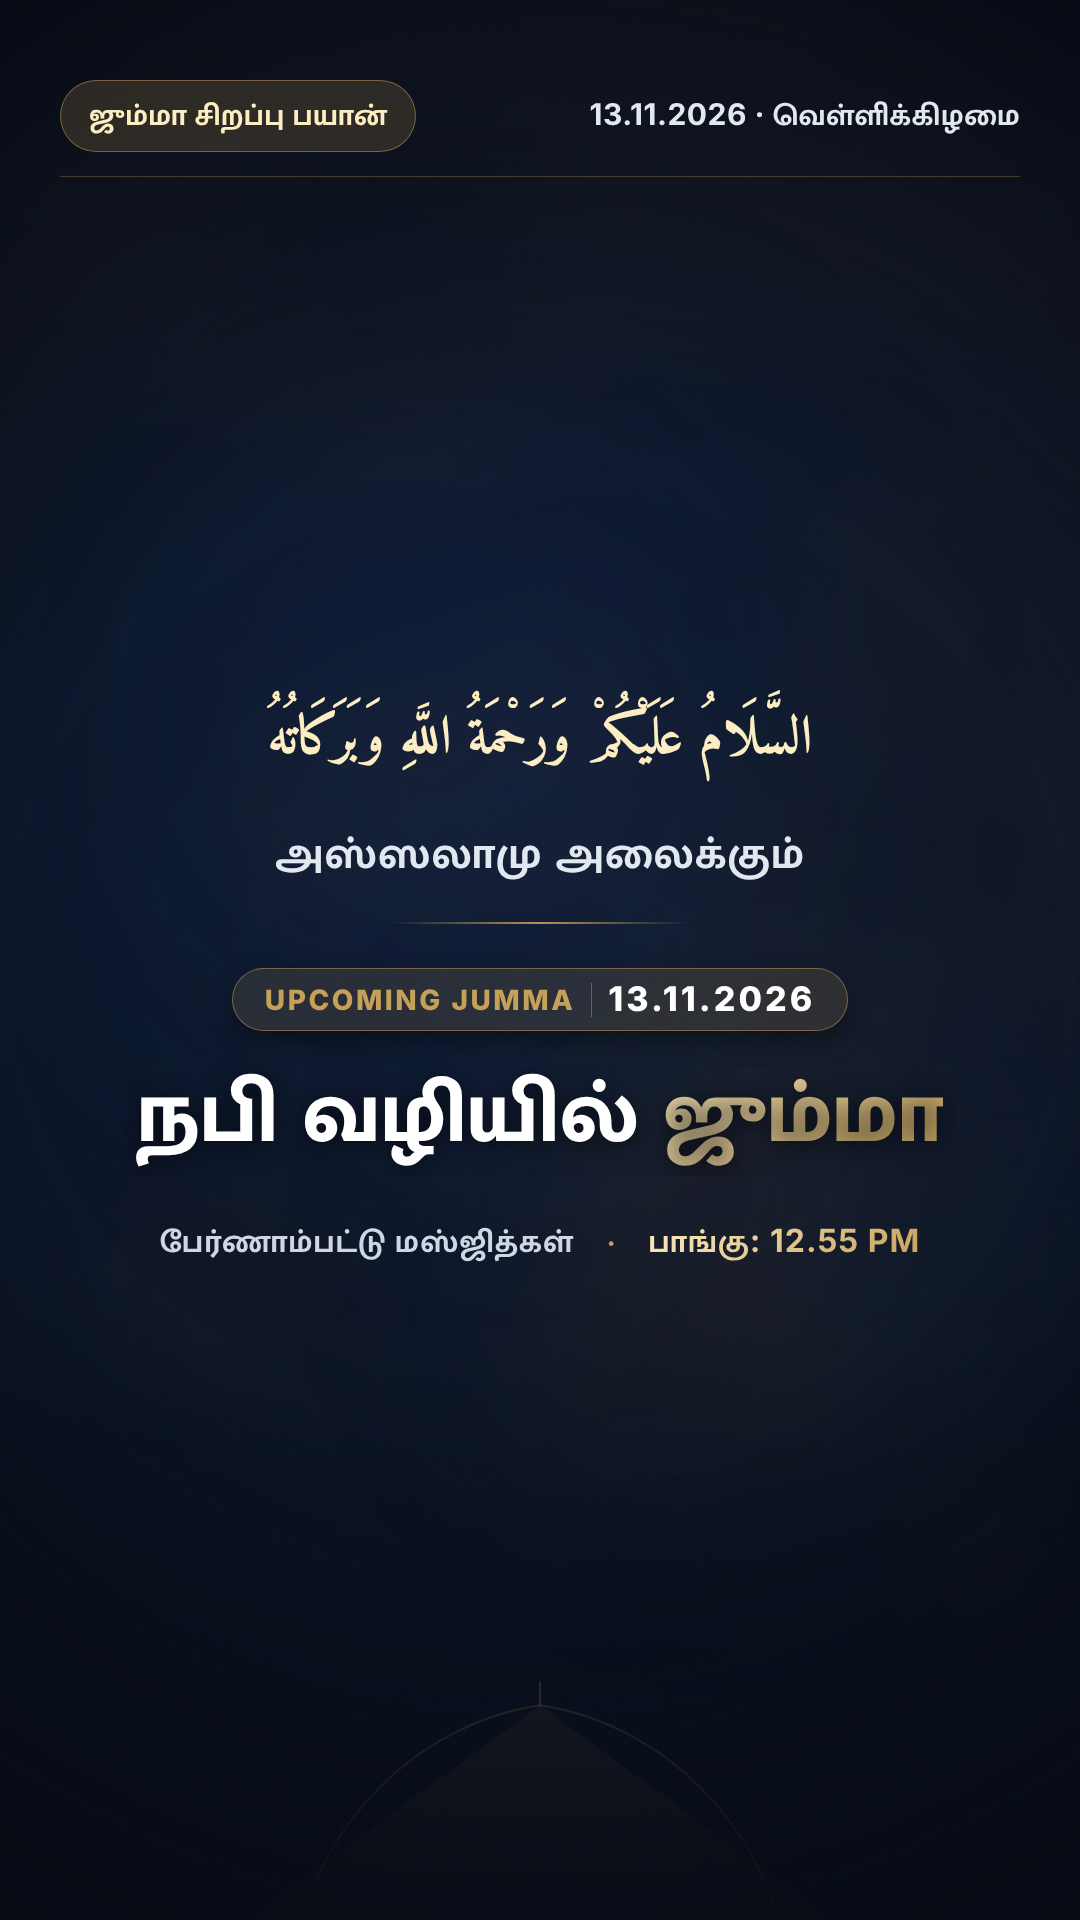 ஜும்மா சிறப்பு பயான்
13.11.2026 · வெள்ளிக்கிழமை
السَّلَامُ عَلَيْكُمْ وَرَحْمَةُ اللَّهِ وَبَرَكَاتُهُ
அஸ்ஸலாமு அலைக்கும்
UPCOMING JUMMA 13.11.2026
நபி வழியில் ஜும்மா
பேர்ணாம்பட்டு மஸ்ஜித்கள் · பாங்கு: 12.55 PM